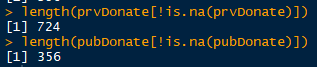 > length(prvDonate[!is.na(prvDonate)])
[1] 724
> length(pubDonate[!is.na(pubDonate)])
[1] 356